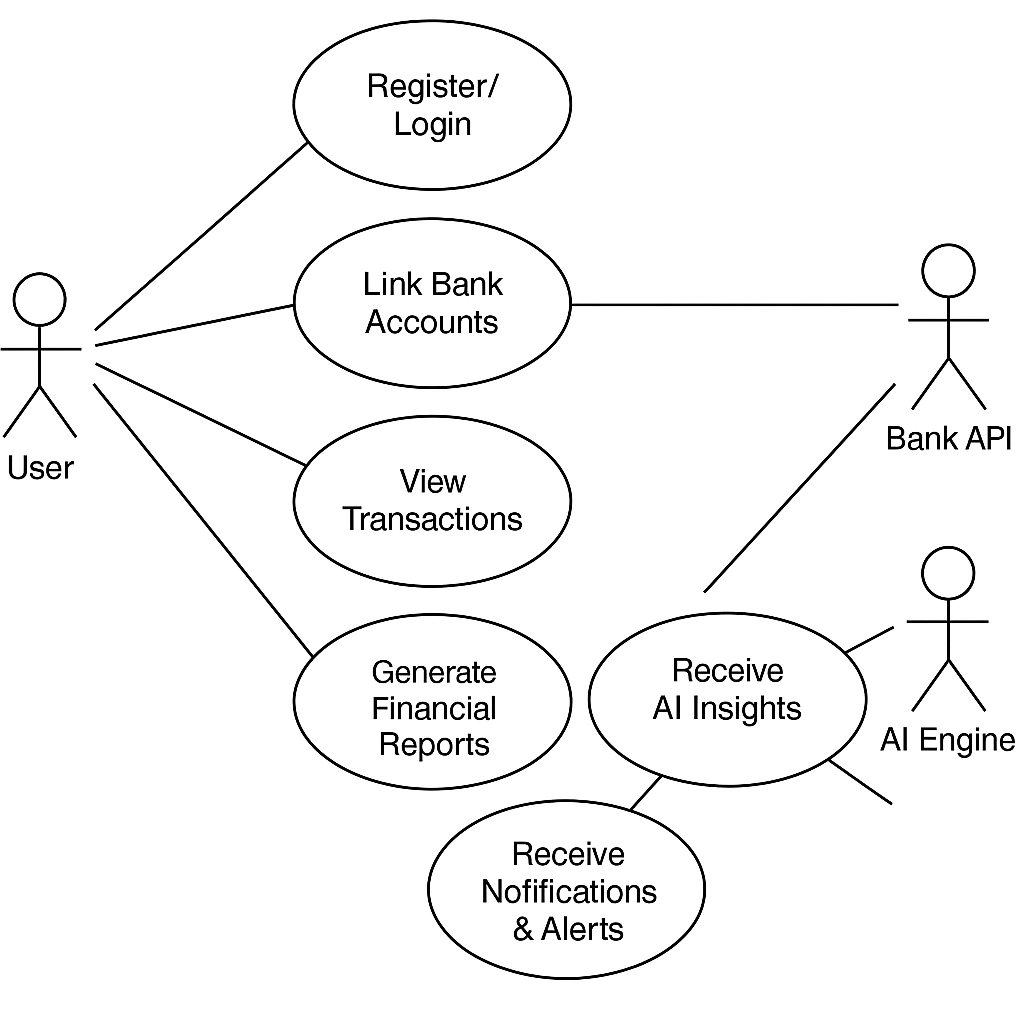 Register/
Login
Link Bank
Accounts
User
Bank API
View
Transactions
Generate
Financial
Reports
Receive
AI Insights
AI Engine
Receive
Nofifications
& Alerts